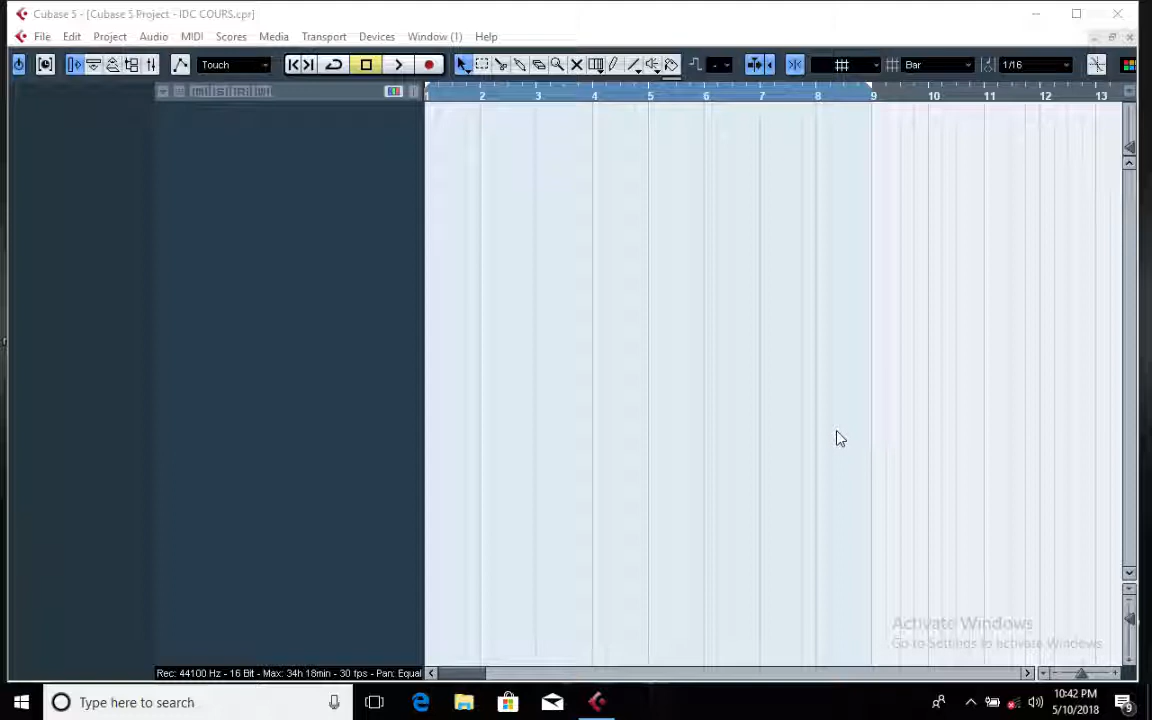 Cubase 5 - [Cubase 5 Project - IDC COURS.cpr]
File Edit Project Audio MIDI Scores Media Transport Devices Window (1) Help
Touch Bar 1/16
1 2 3 4 5 6 7 8 9 10 11 12 13
Activate Windows
Go to Settings to activate Windows.
Rec: 44100 Hz - 16 Bit - Max: 34h 18min - 30 fps - Pan: Equal
Type here to search
10:42 PM
5/10/2018
9